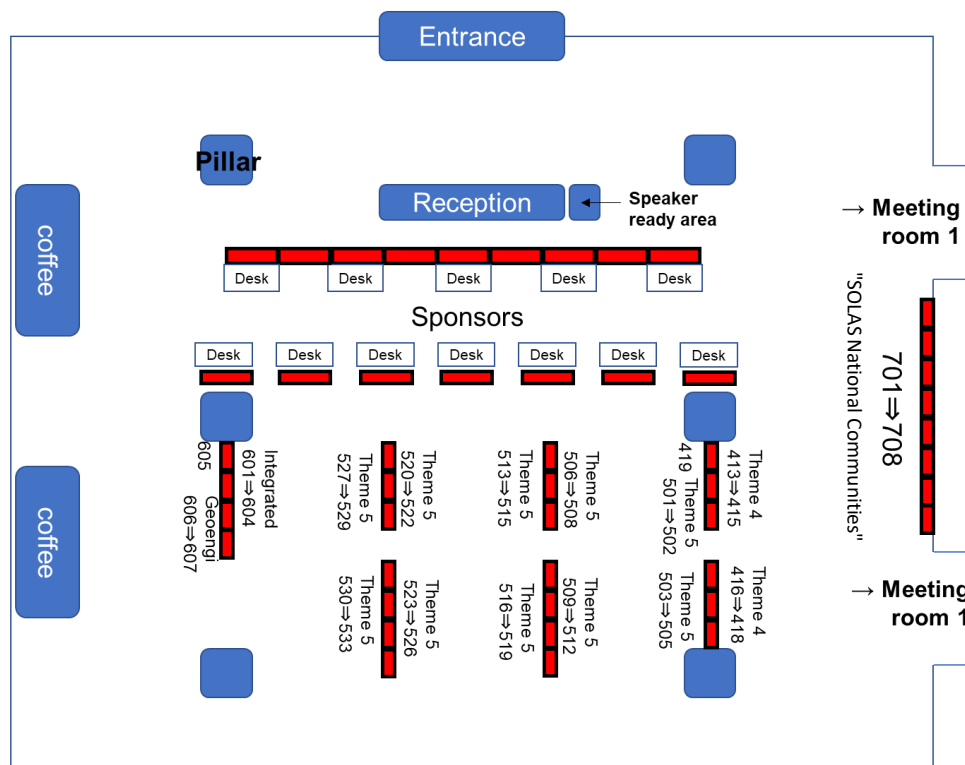 Entrance
Pillar
Reception
Speaker
ready area
coffee
→ Meeting
room 1
Desk
Desk
Desk
Desk
Desk
Sponsors
Desk
Desk
Desk
Desk
Desk
Desk
Desk
"SOLAS National Communities"
701⇒708
coffee
605
Integrated
601⇒604
Geoengi
606⇒607
Theme 5
527⇒529
Theme 5
520⇒522
Theme 5
513⇒515
Theme 5
506⇒508
419 Theme 5
501⇒502
Theme 4
413⇒415
Theme 5
530⇒533
Theme 5
523⇒526
Theme 5
516⇒519
Theme 5
509⇒512
Theme 5
503⇒505
Theme 4
416⇒418
→ Meeting
room 1